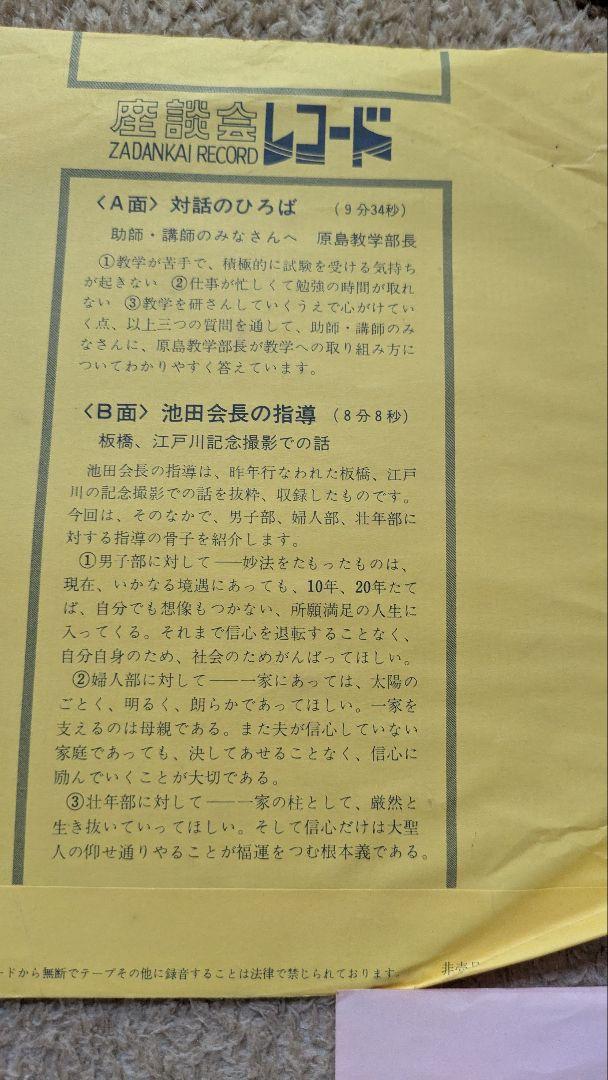 座談会レコード
ZADANKAI RECORD
〈A面〉対話のひろば （9分34秒）
助師・講師のみなさんへ 原島教学部長
①教学が苦手で、積極的に試験を受ける気持ち
が起きない ②仕事が忙しくて勉強の時間が取れ
ない ③教学を研さんしていくうえで心がけてい
く点、以上三つの質問を通して、助師・講師のみ
なさんに、原島教学部長が教学への取り組み方に
ついてわかりやすく答えています。
〈B面〉池田会長の指導 （8分8秒）
板橋、江戸川記念撮影での話
池田会長の指導は、昨年行なわれた板橋、江戸
川の記念撮影での話を抜粋、収録したものです。
今回は、そのなかで、男子部、婦人部、壮年部に
対する指導の骨子を紹介します。
①男子部に対して――妙法をたもったものは、
現在、いかなる境遇にあっても、10年、20年たて
ば、自分でも想像もつかない、所願満足の人生に
入ってくる。それまで信心を退転することなく、
自分自身のため、社会のためがんばってほしい。
②婦人部に対して――一家にあっては、太陽の
ごとく、明るく、朗らかであってほしい。一家を
支えるのは母親である。また夫が信心していない
家庭であっても、決してあせることなく、信心に
励んでいくことが大切である。
③壮年部に対して――一家の柱として、厳然と
生き抜いていってほしい。そして信心だけは大聖
人の仰せ通りやることが福運をつむ根本義である。
ードから無断でテープその他に録音することは法律で禁じられております。 非売